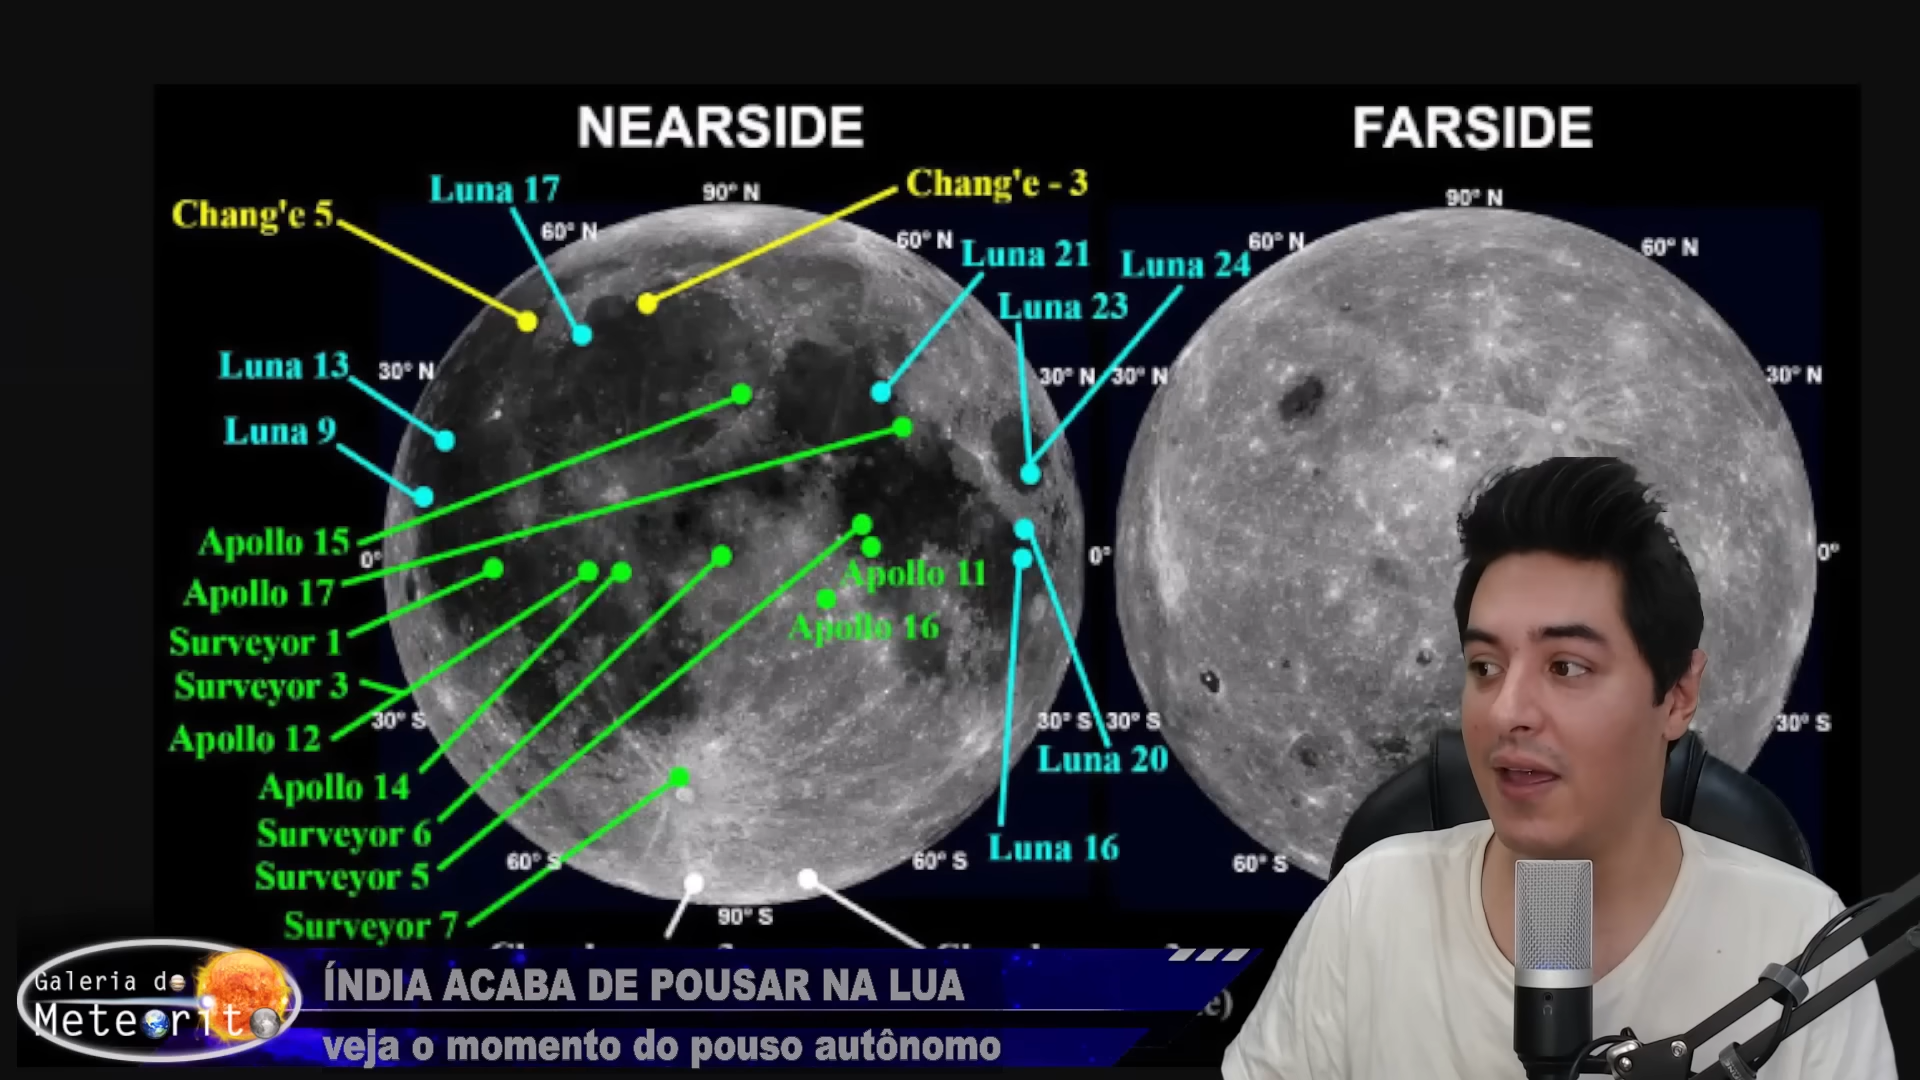 NEARSIDE
FARSIDE
Luna 17
90° N
Chang'e - 3
90° N
Chang'e 5
60° N
60° N
Luna 21
Luna 24
60° N
60° N
Luna 23
Luna 13
30° N
30° N
30° N
30° N
Luna 9
Apollo 15
0°
0°
0°
Apollo 17
Apollo 11
Surveyor 1
Apollo 16
Surveyor 3
30° S
30° S
30° S
30° S
Apollo 12
Luna 20
Apollo 14
Surveyor 6
Luna 16
60° S
60° S
60° S
Surveyor 5
Surveyor 7
90° S
Galeria do
Meteorito
ÍNDIA ACABA DE POUSAR NA LUA
veja o momento do pouso autônomo